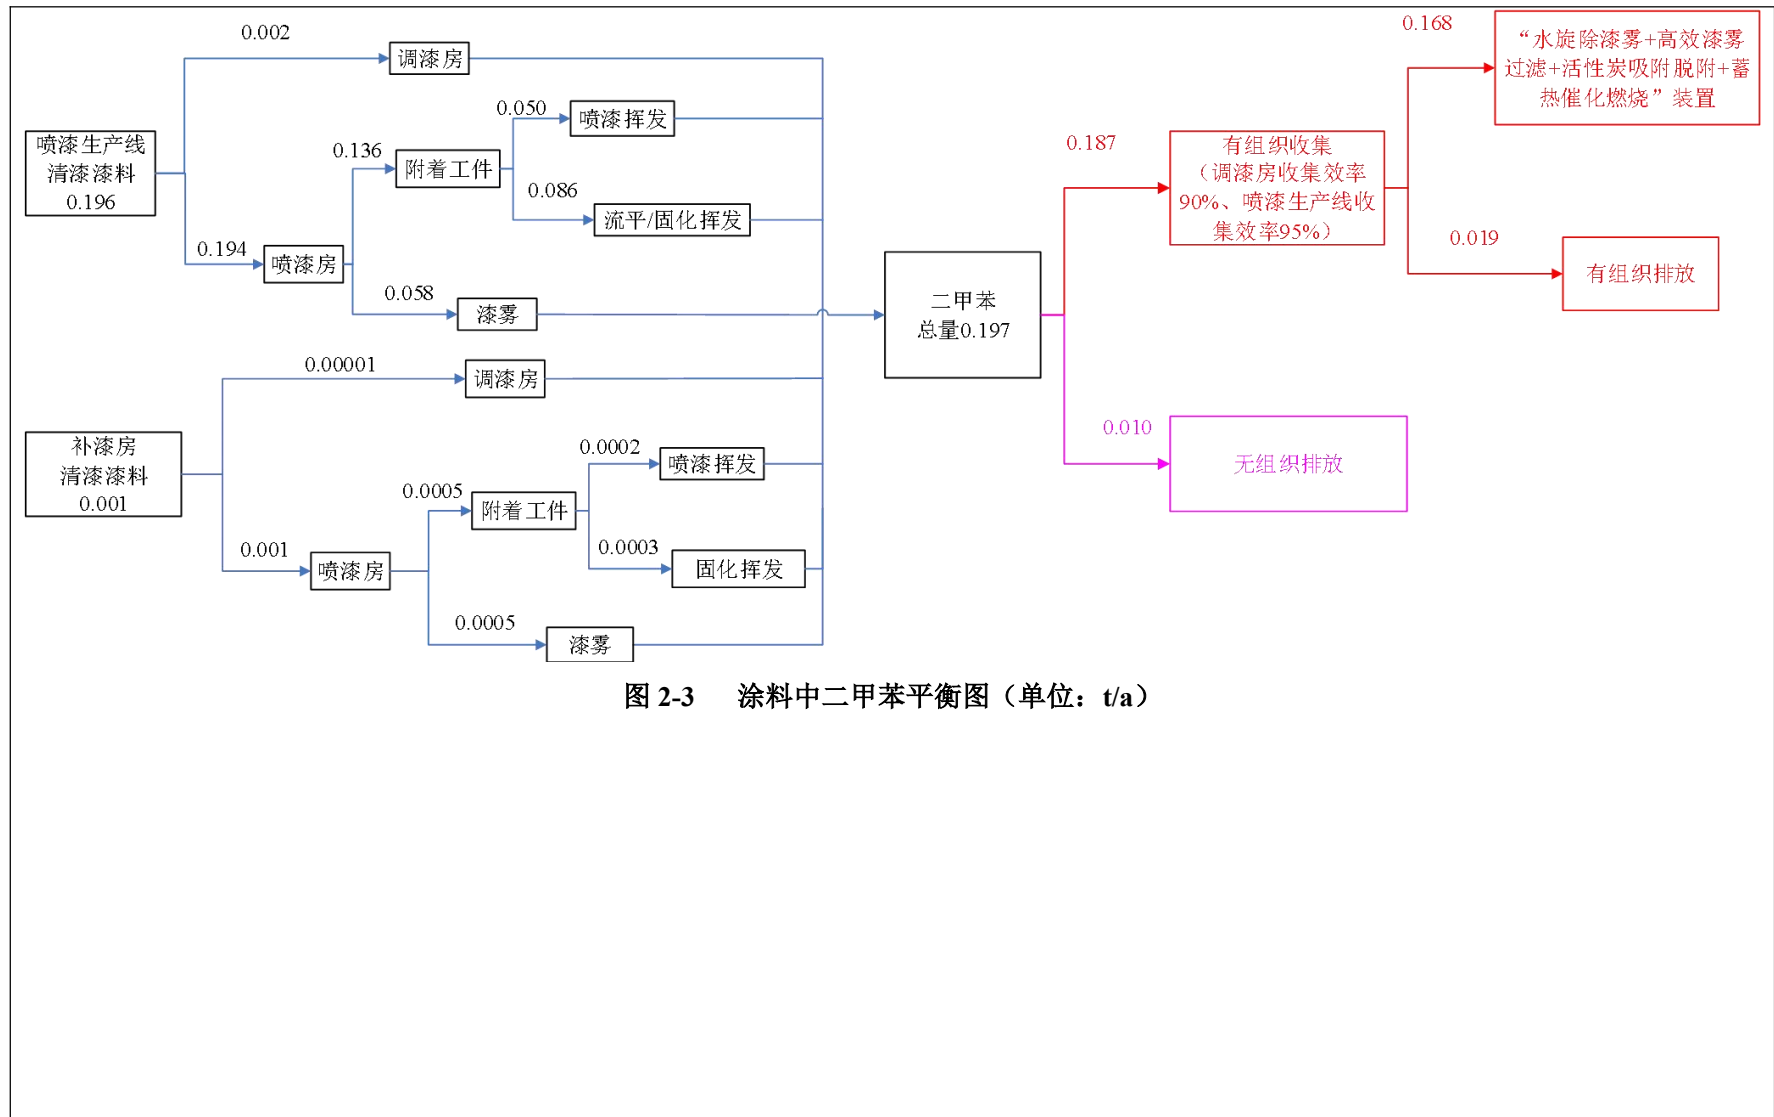 0.002
调漆房
0.050
喷漆挥发
喷漆生产线
清漆漆料
0.196
0.136
附着工件
0.086
流平/固化挥发
0.194
喷漆房
0.058
漆雾
0.00001
调漆房
补漆房
清漆漆料
0.001
0.0002
喷漆挥发
0.0005
附着工件
0.0003
固化挥发
0.001
喷漆房
0.0005
漆雾
二甲苯
总量0.197
0.187
有组织收集
（调漆房收集效率
90%、喷漆生产线收
集效率95%）
0.168
“水旋除漆雾+高效漆雾
过滤+活性炭吸附脱附+蓄
热催化燃烧”装置
0.019
有组织排放
0.010
无组织排放
图 2-3 涂料中二甲苯平衡图（单位：t/a）